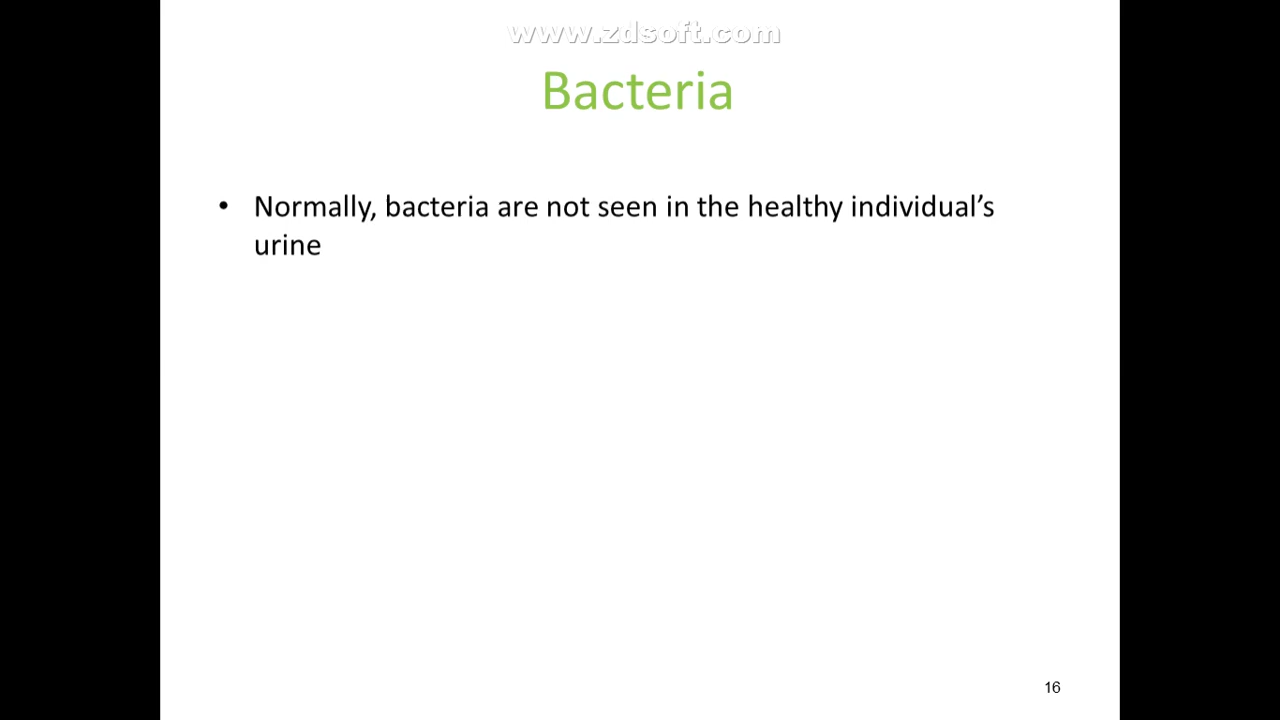 www.zdsoft.com
Bacteria
• Normally, bacteria are not seen in the healthy individual’s
urine
16